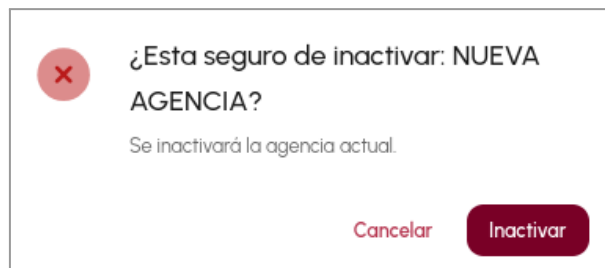 ¿Esta seguro de inactivar: NUEVA
AGENCIA?
Se inactivará la agencia actual.
Cancelar
Inactivar